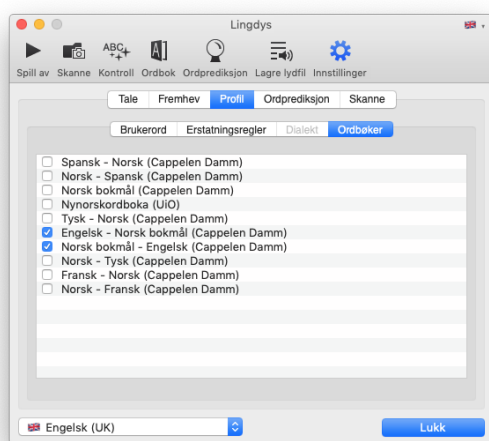 Lingdys
ABC
A
Spill av Skanne Kontroll Ordbok Ordprediksjon Lagre lydfil Innstillinger
Tale Fremhev Profil Ordprediksjon Skanne
Brukerord Erstatningsregler Dialekt Ordbøker
Spansk - Norsk (Cappelen Damm)
Norsk - Spansk (Cappelen Damm)
Norsk bokmål (Cappelen Damm)
Nynorskordboka (UiO)
Tysk - Norsk (Cappelen Damm)
Engelsk - Norsk bokmål (Cappelen Damm)
Norsk bokmål - Engelsk (Cappelen Damm)
Norsk - Tysk (Cappelen Damm)
Fransk - Norsk (Cappelen Damm)
Norsk - Fransk (Cappelen Damm)
Engelsk (UK) Lukk